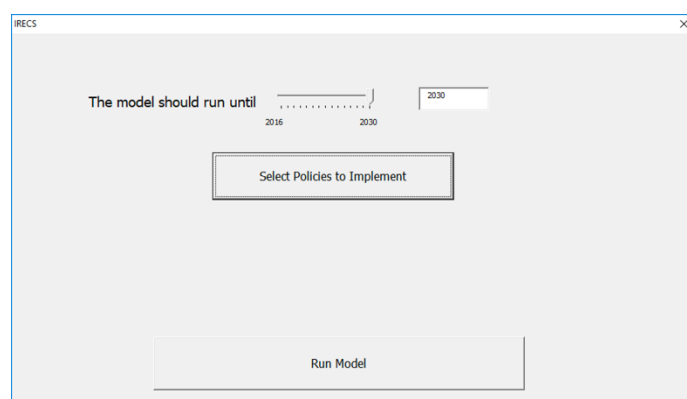 IRECS
The model should run until
2030
2016 2030
Select Policies to Implement
Run Model